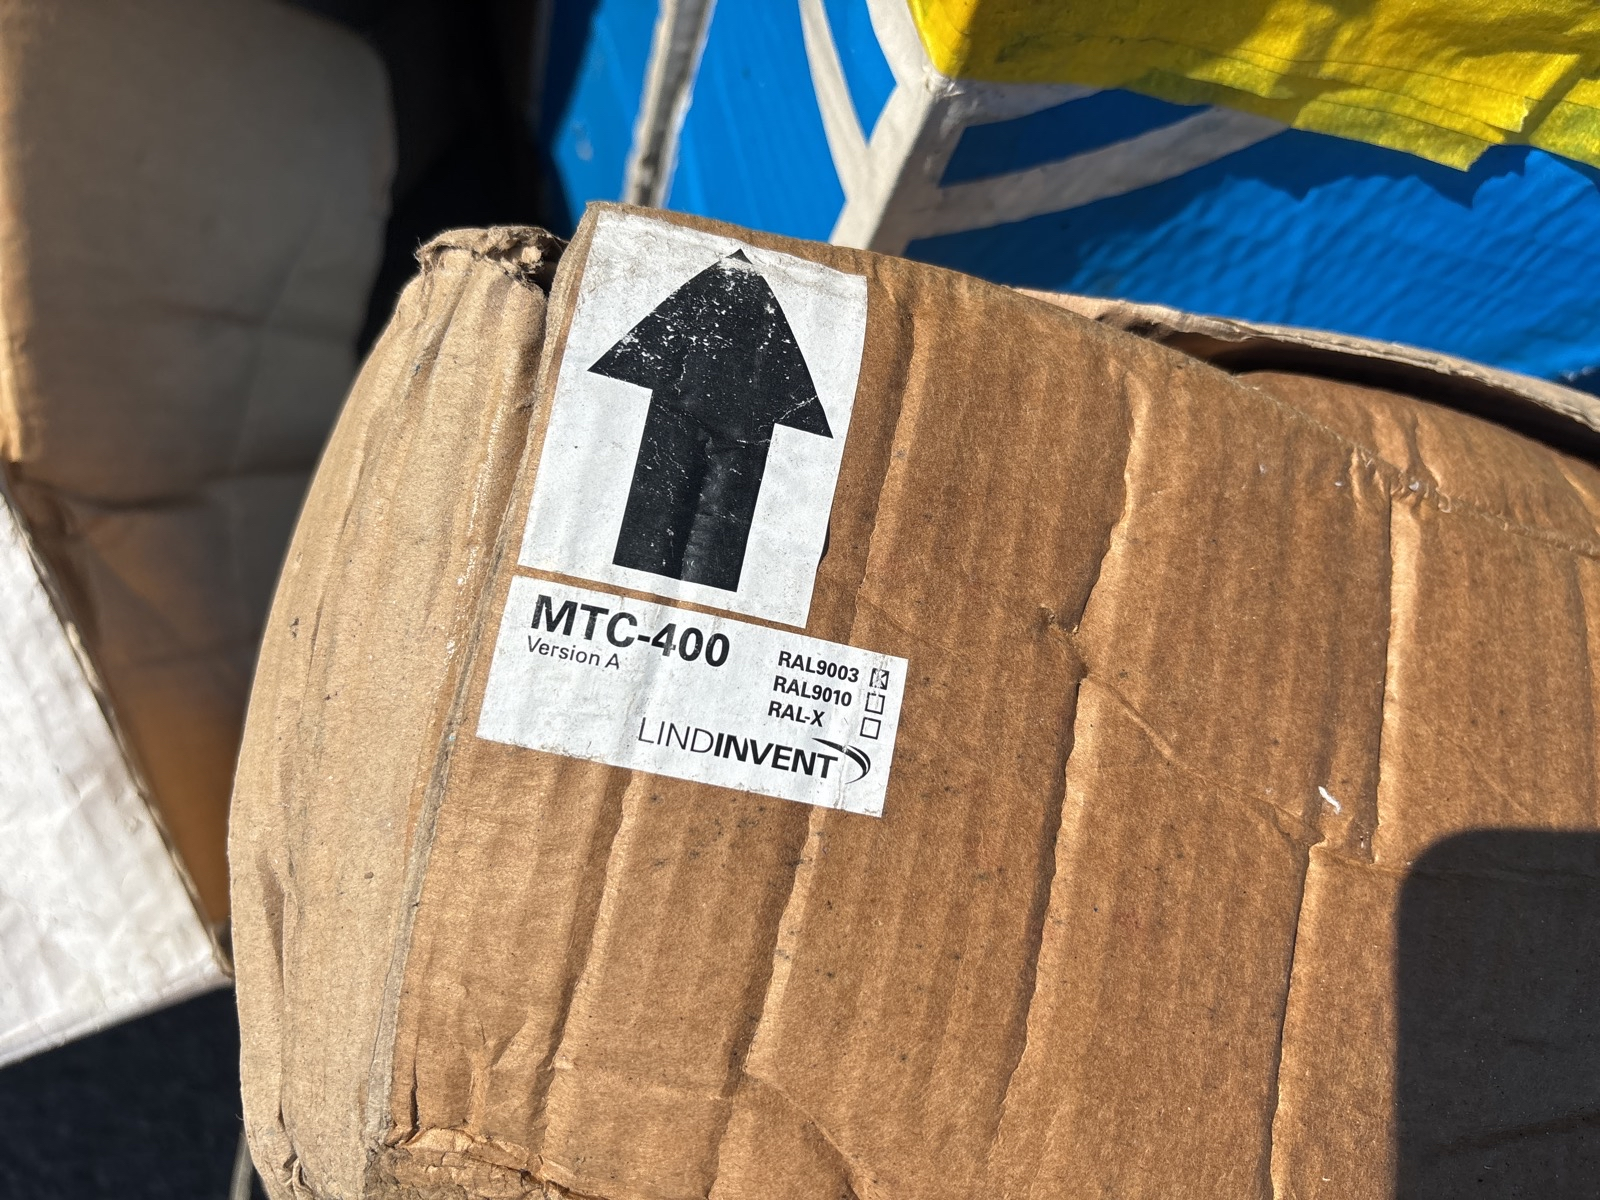 MTC-400
Version A
RAL9003
RAL9010
RAL-X
LINDINVENT